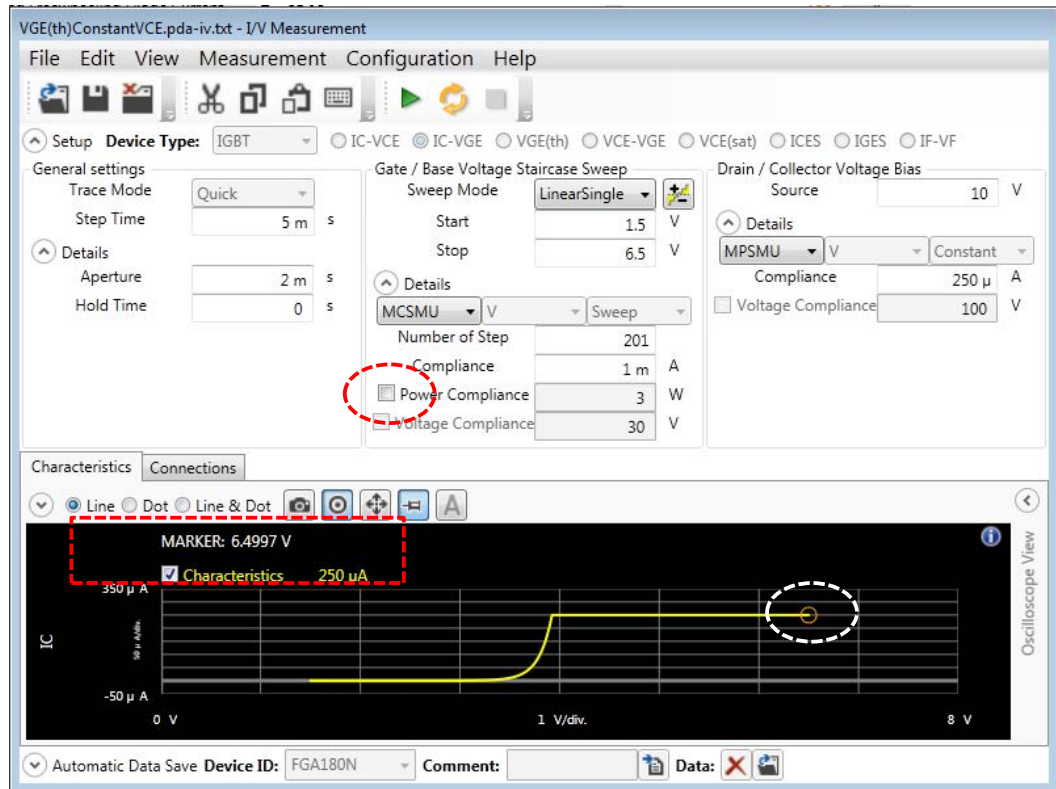 VGE(th)ConstantVCE.pda-iv.txt - I/V Measurement
File Edit View Measurement Configuration Help
Setup Device Type: IGBT IC-VCE IC-VGE VGE(th) VCE-VGE VCE(sat) ICES IGES IF-VF
General settings Gate / Base Voltage Staircase Sweep Drain / Collector Voltage Bias
Trace Mode Quick Sweep Mode LinearSingle Source 10 V
Step Time 5 m s Start 1.5 V Details
Details Stop 6.5 V MPSMU V Constant
Aperture 2 m s Details Compliance 250 µ A
Hold Time 0 s MCSMU V Sweep Voltage Compliance 100 V
Number of Step 201
Compliance 1 m A
Power Compliance 3 W
Voltage Compliance 30 V
Characteristics Connections
Line Dot Line & Dot A
MARKER: 6.4997 V
Characteristics 250 µA
350 µ A
IC
50 µ A/div.
-50 µ A
0 V 1 V/div. 8 V
Oscilloscope View
Automatic Data Save Device ID: FGA180N Comment: Data: